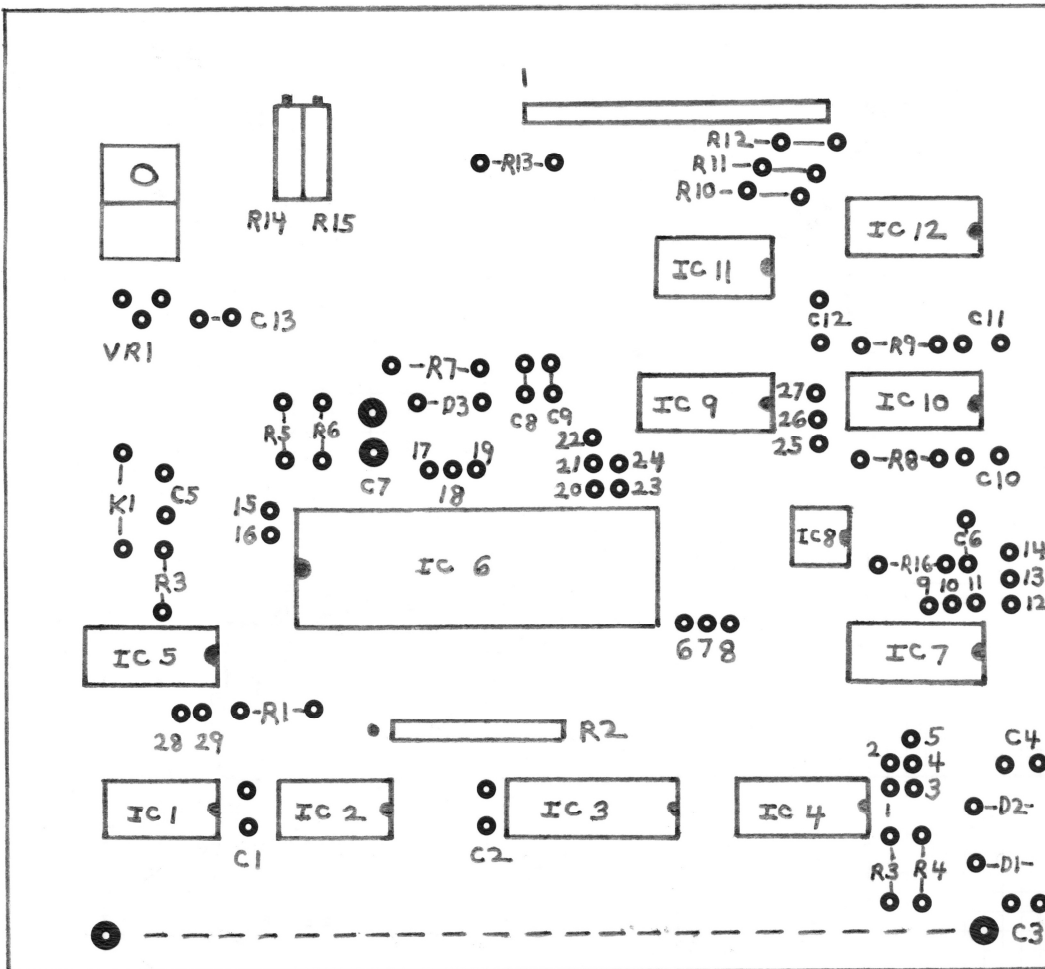 1
R12
R13
R11
R10
R14 R15
IC 12
IC 11
C13
C12
C11
VR1
R7
R9
D3
C8
C9
27
IC 9
IC 10
26
R5
R6
22
25
17
19
21
24
R8
C7
18
20
23
C10
K1
C5
15
16
IC8
C6
14
IC 6
R16
13
R3
9 10 11
12
6 7 8
IC 5
IC 7
R1
28 29
R2
5
C4
2
4
3
IC 1
IC 2
IC 3
IC 4
1
D2
C1
C2
R3
R4
D1
C3